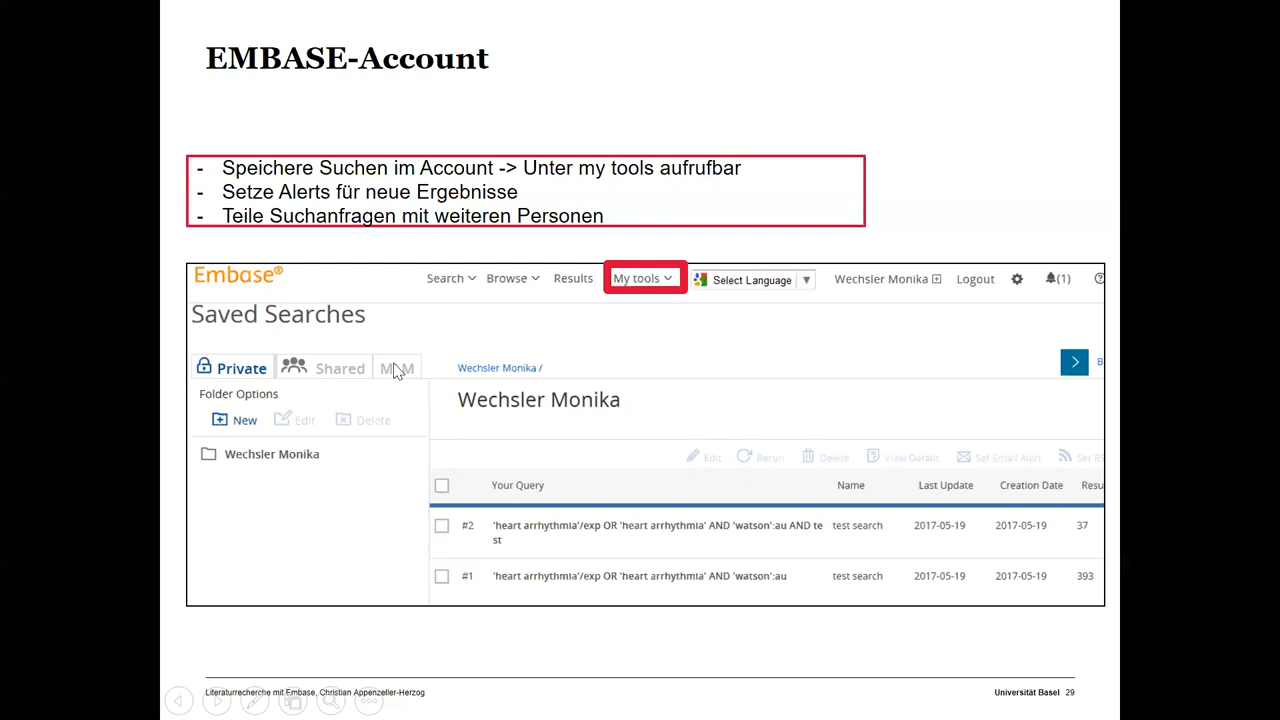 EMBASE-Account
- Speichere Suchen im Account -> Unter my tools aufrufbar
- Setze Alerts für neue Ergebnisse
- Teile Suchanfragen mit weiteren Personen
Embase® Search Browse Results My tools Select Language Wechsler Monika Logout (1)
Saved Searches
Private Shared
Wechsler Monika /
Folder Options
Wechsler Monika
New Edit Delete
Wechsler Monika
Edit Rerun Delete View Details Set Email Alert
Your Query Name Last Update Creation Date
#2 'heart arrhythmia'/exp OR 'heart arrhythmia' AND 'watson':au AND te test search 2017-05-19 2017-05-19 37
st
#1 'heart arrhythmia'/exp OR 'heart arrhythmia' AND 'watson':au test search 2017-05-19 2017-05-19 393
Literaturrecherche mit Embase, Christian Appenzeller-Herzog Universität Basel 29